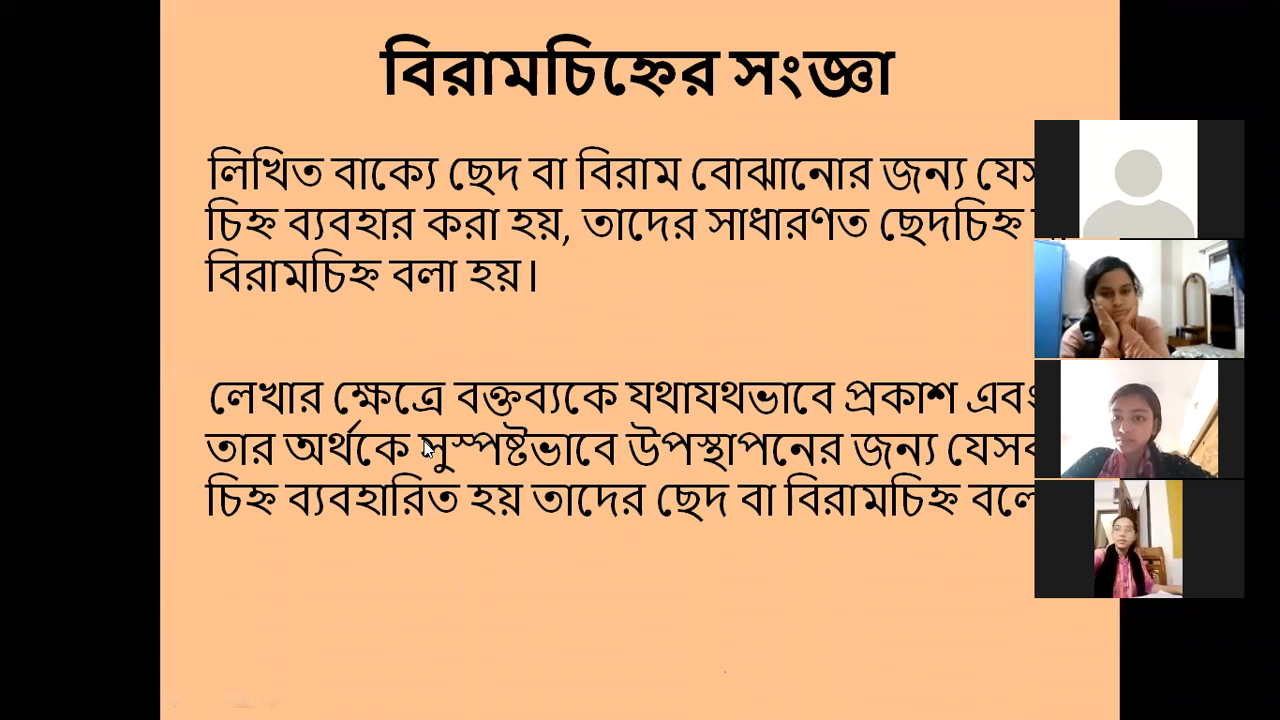 বিরামচিহ্নের সংজ্ঞা
লিখিত বাক্যে ছেদ বা বিরাম বোঝানোর জন্য
চিহ্ন ব্যবহার করা হয়, তাদের সাধারণত ছেদচিহ্ন
বিরামচিহ্ন বলা হয়।
লেখার ক্ষেত্রে বক্তব্যকে যথাযথভাবে প্রকাশ এবং
তার অর্থকে সুস্পষ্টভাবে উপস্থাপনের জন্য
চিহ্ন ব্যবহারিত হয় তাদের ছেদ বা বিরামচিহ্ন বলে